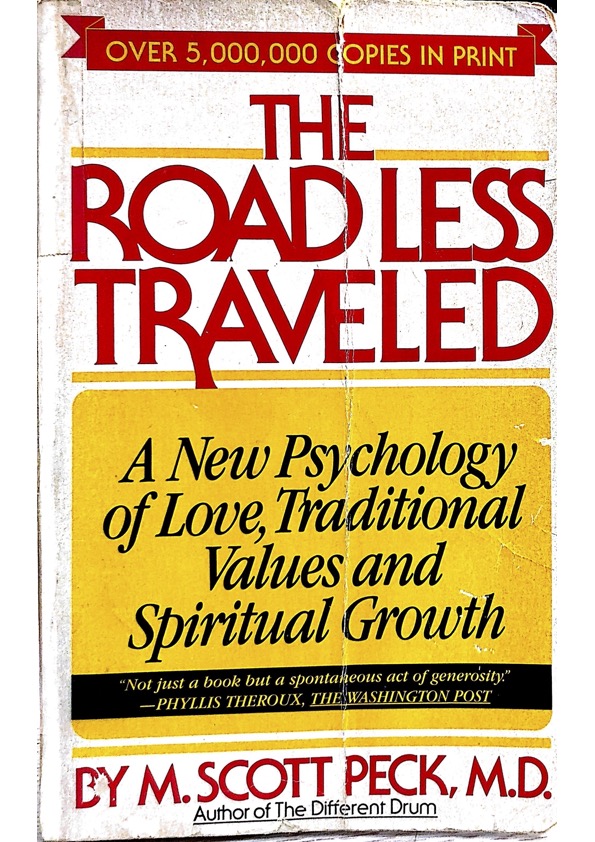 OVER 5,000,000 COPIES IN PRINT
THE
ROAD LESS
TRAVELED
A New Psychology
of Love, Traditional
Values and
Spiritual Growth
“Not just a book but a spontaneous act of generosity.”
—PHYLLIS THEROUX, THE WASHINGTON POST
BY M. SCOTT PECK, M.D.
Author of The Different Drum